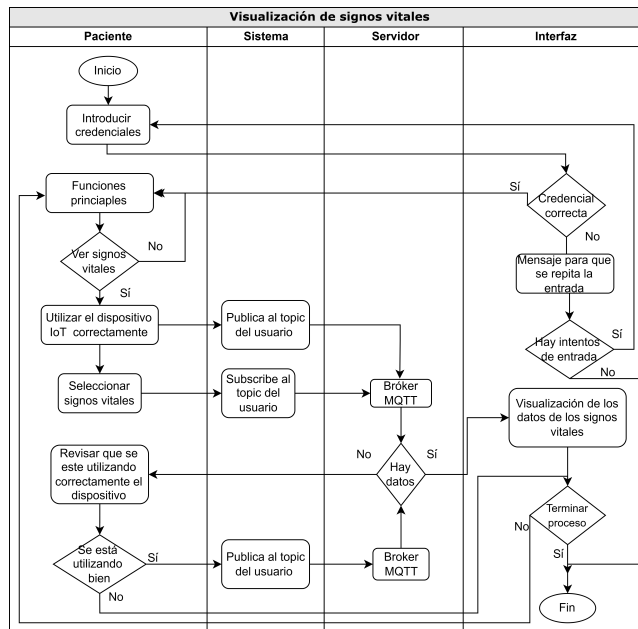 Visualización de signos vitales
Paciente
Sistema
Servidor
Interfaz
Inicio
Introducir
credenciales
Funciones
princiaples
Sí
Credencial
correcta
No
Ver signos
vitales
No
Mensaje para que
se repita la
entrada
Sí
Utilizar el dispositivo
IoT correctamente
Publica al topic
del usuario
Hay intentos
de entrada
Sí
No
Seleccionar
signos vitales
Subscribe al
topic del
usuario
Bróker
MQTT
Visualización de los
datos de los signos
vitales
Revisar que se
este utilizando
correctamente el
dispositivo
No
Sí
Hay
datos
Terminar
proceso
No
Se está
utilizando
bien
Sí
Publica al topic
del usuario
Broker
MQTT
Sí
No
Fin